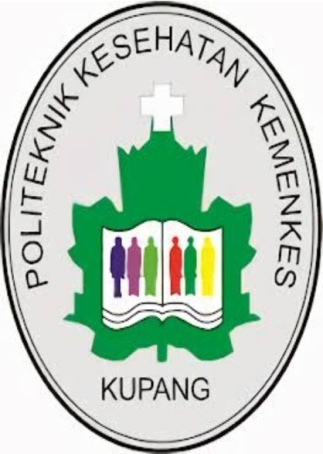 POLITEKNIK KESEHATAN KEMENKES
KUPANG